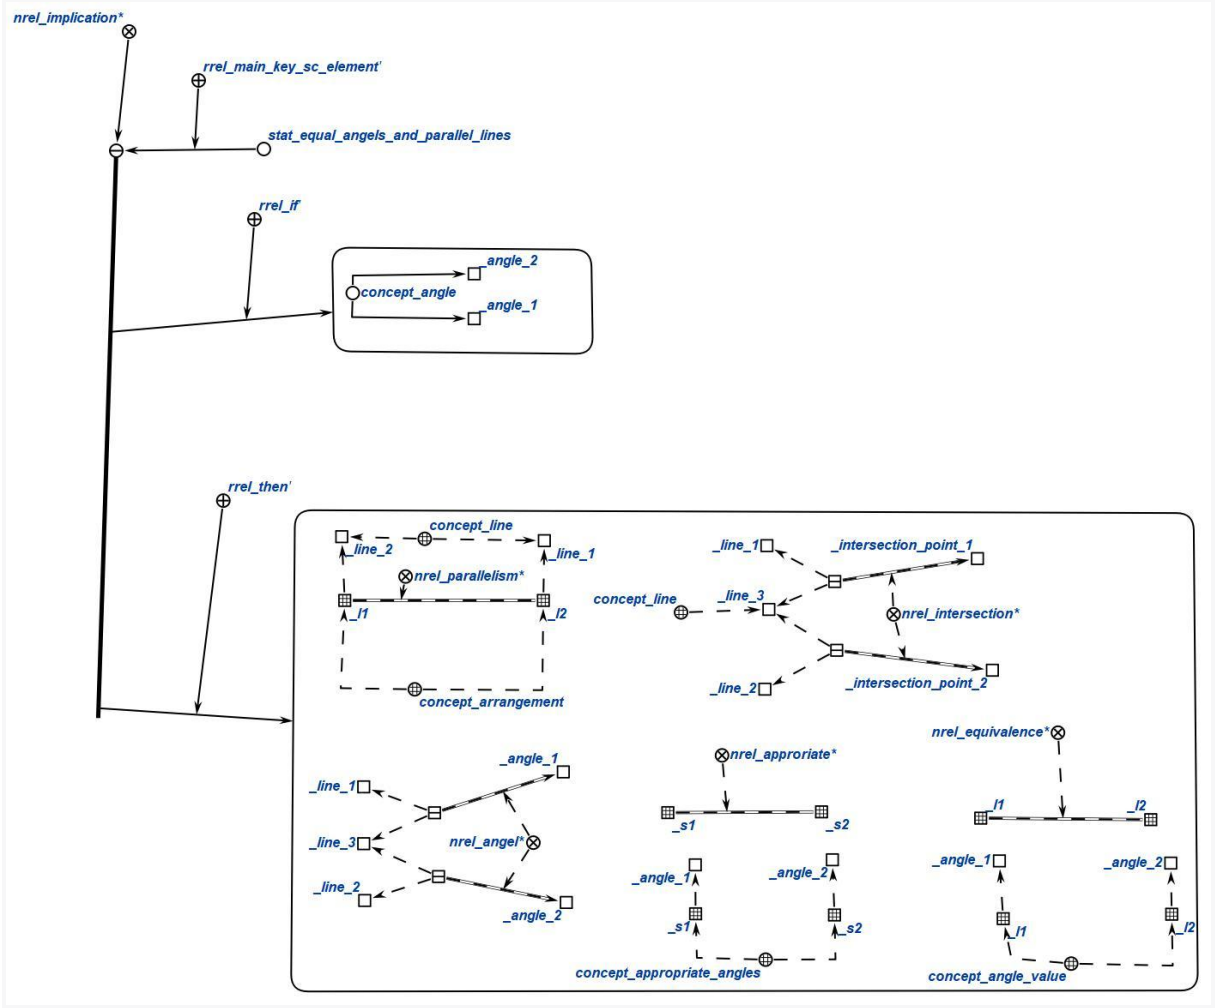 nrel_implication*
rrel_main_key_sc_element'
stat_equal_angels_and_parallel_lines
rrel_if'
_angle_2
concept_angle
_angle_1
rrel_then'
concept_line
_line_2
_line_1
nrel_parallelism*
_l1
_l2
concept_arrangement
_line_1
_intersection_point_1
concept_line
_line_3
nrel_intersection*
_line_2
_intersection_point_2
_angle_1
_line_1
_line_3
nrel_angel*
_line_2
_angle_2
nrel_approriate*
_s1
_s2
_angle_1
_angle_2
_s1
_s2
concept_appropriate_angles
nrel_equivalence*
_l1
_l2
_angle_1
_angle_2
_l1
_l2
concept_angle_value